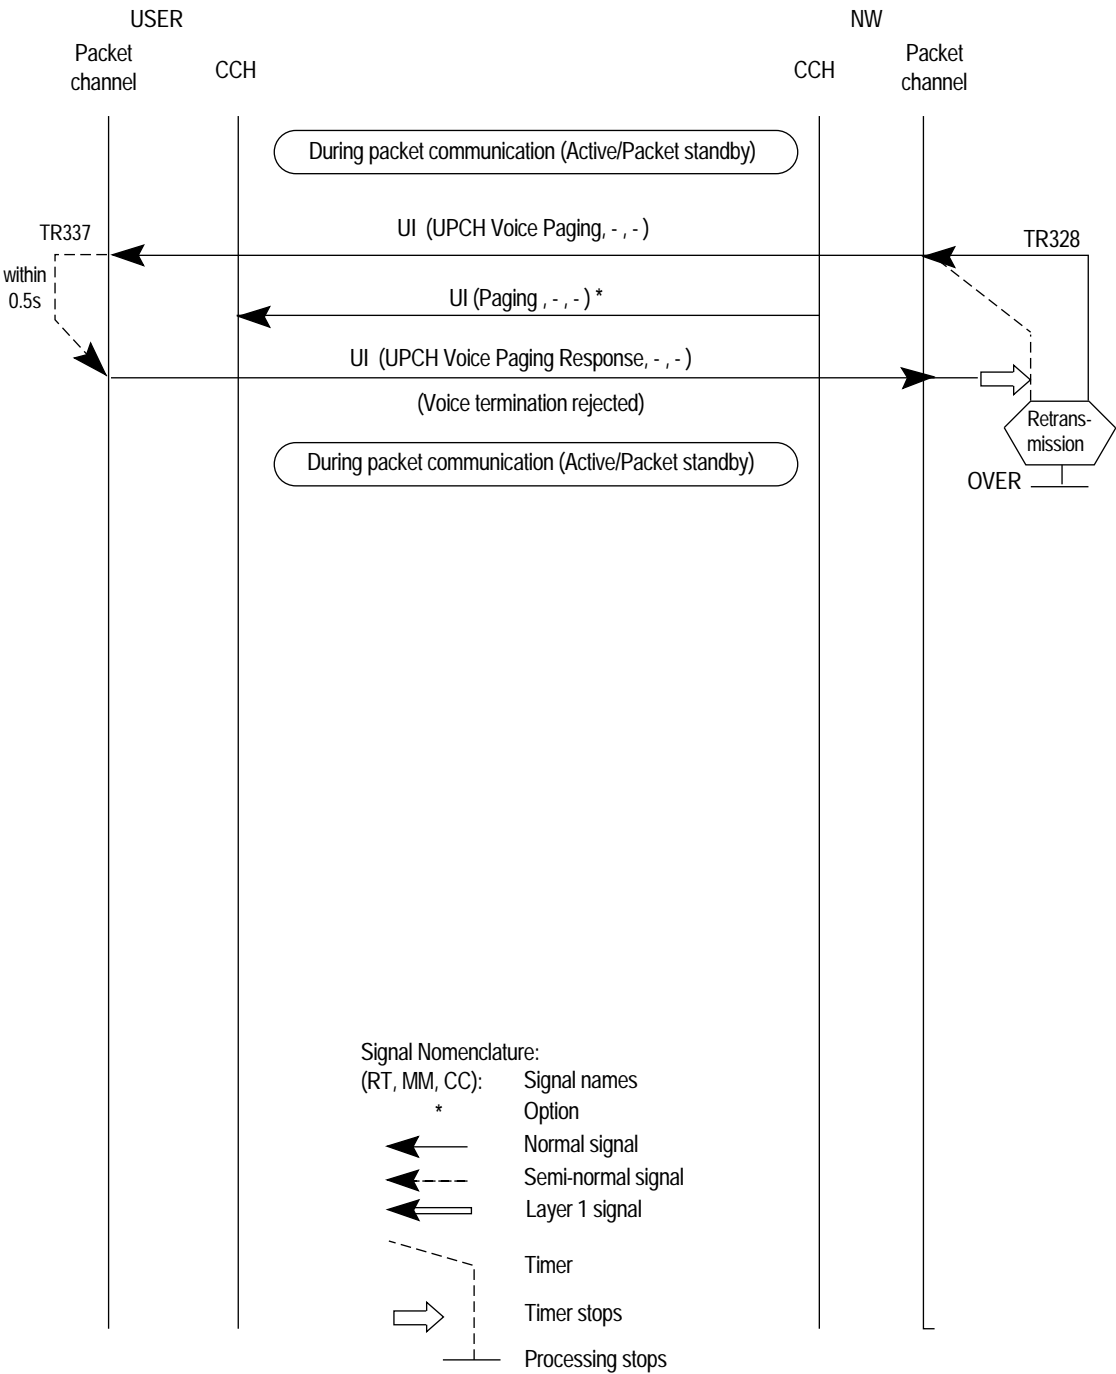 USER
NW
Packet
channel
CCH
CCH
Packet
channel
During packet communication (Active/Packet standby)
UI (UPCH Voice Paging, - , - )
TR337
TR328
within
0.5s
UI (Paging , - , - ) *
UI (UPCH Voice Paging Response, - , - )
(Voice termination rejected)
Retrans-
mission
During packet communication (Active/Packet standby)
OVER
Signal Nomenclature:
(RT, MM, CC): Signal names
* Option
Normal signal
Semi-normal signal
Layer 1 signal
Timer
Timer stops
Processing stops